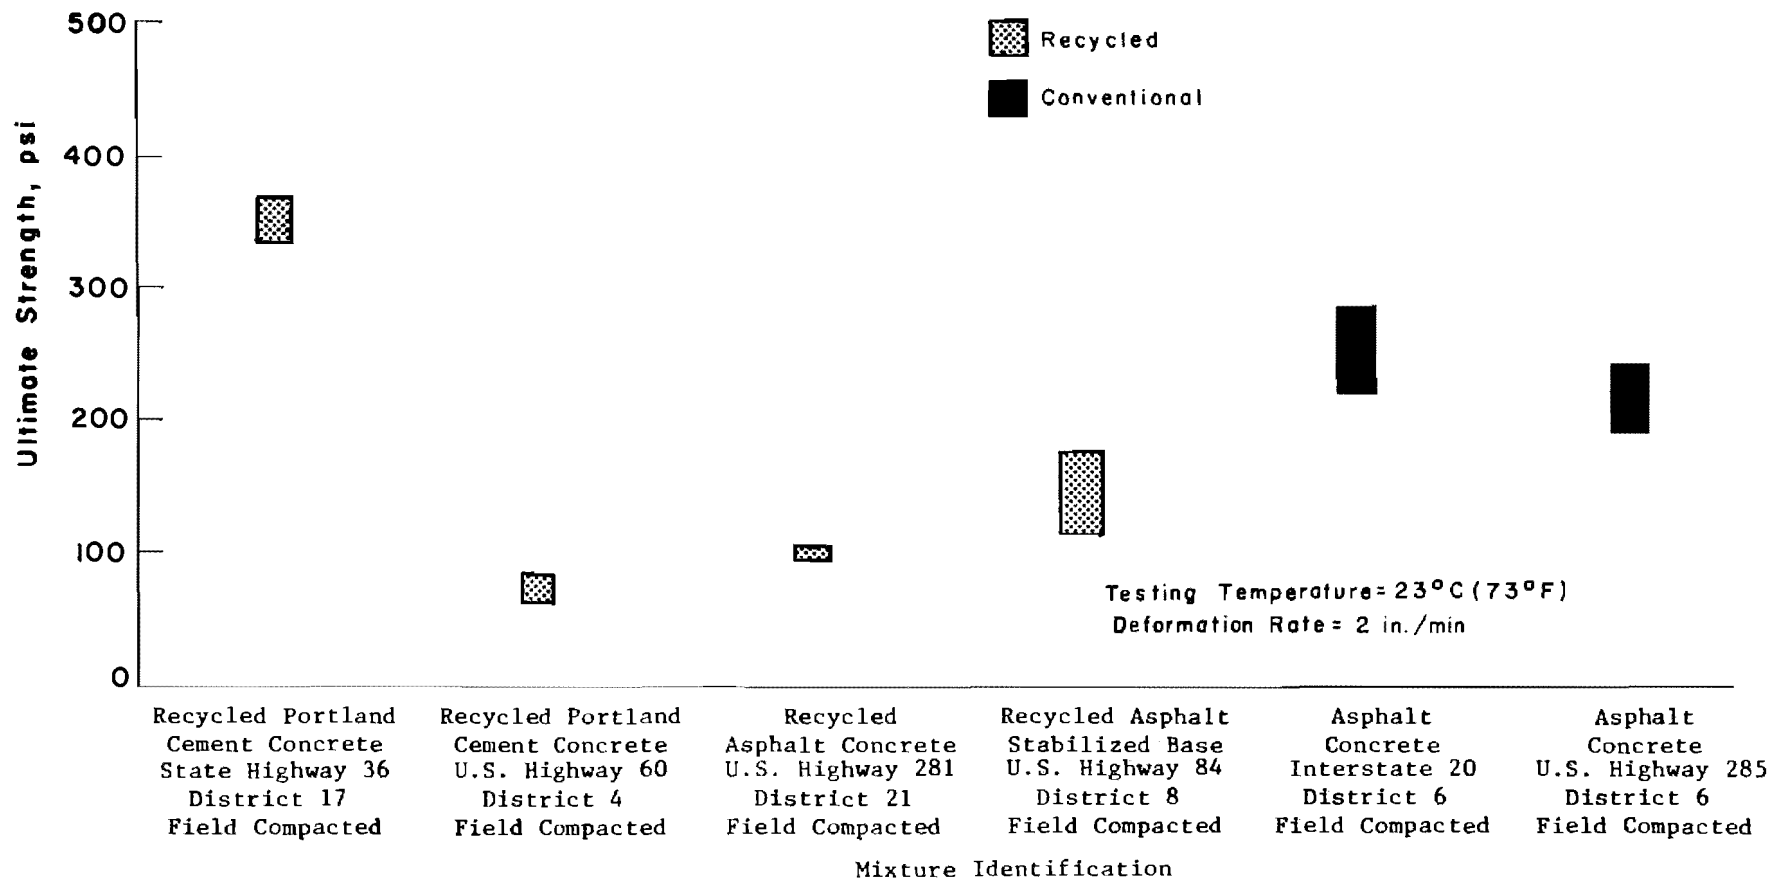 500
400
300
200
100
0
Ultimate Strength, psi
Recycled
Conventional
Testing Temperature = 23°C (73°F)
Deformation Rate = 2 in./min
Recycled Portland
Cement Concrete
State Highway 36
District 17
Field Compacted
Recycled Portland
Cement Concrete
U.S. Highway 60
District 4
Field Compacted
Recycled
Asphalt Concrete
U.S. Highway 281
District 21
Field Compacted
Recycled Asphalt
Stabilized Base
U.S. Highway 84
District 8
Field Compacted
Asphalt
Concrete
Interstate 20
District 6
Field Compacted
Asphalt
Concrete
U.S. Highway 285
District 6
Field Compacted
Mixture Identification